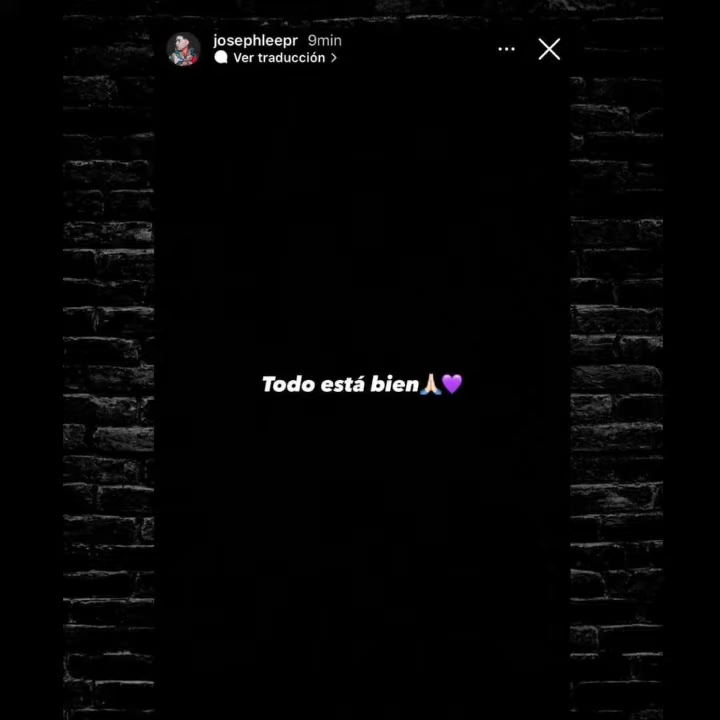 josephleepr 9min
Ver traducción >
Todo está bien🙏🏻💜